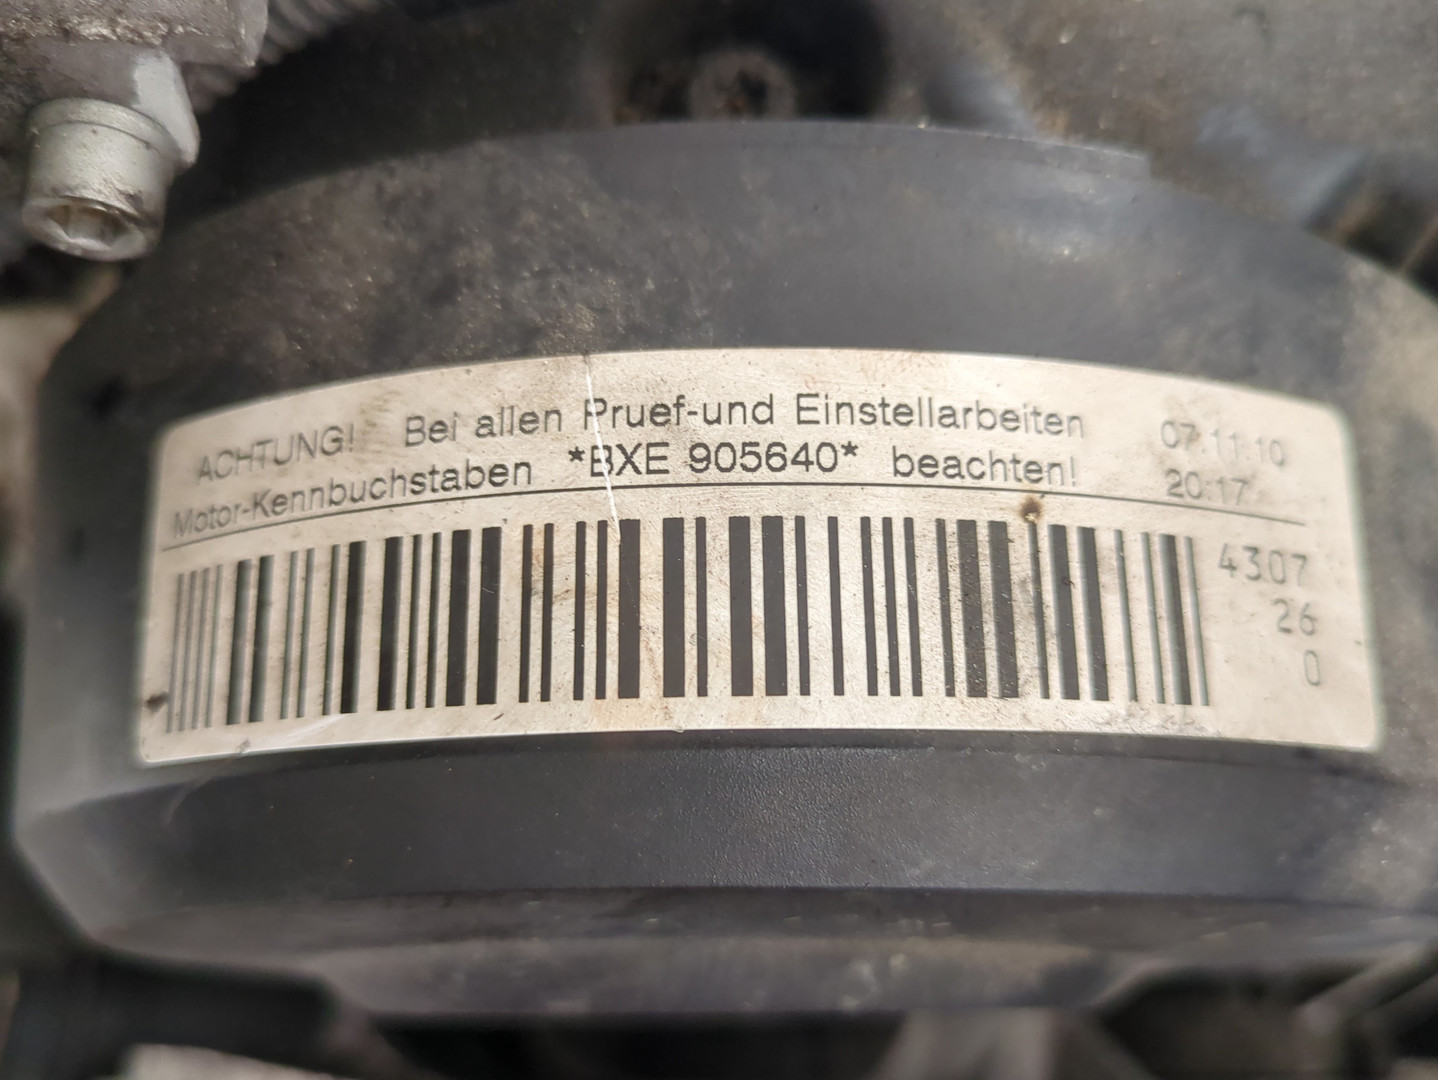 ACHTUNG! Bei allen Pruef-und Einstellarbeiten 07.11.10
Motor-Kennbuchstaben *BXE 905640* beachten! 20:17
4307
26
0